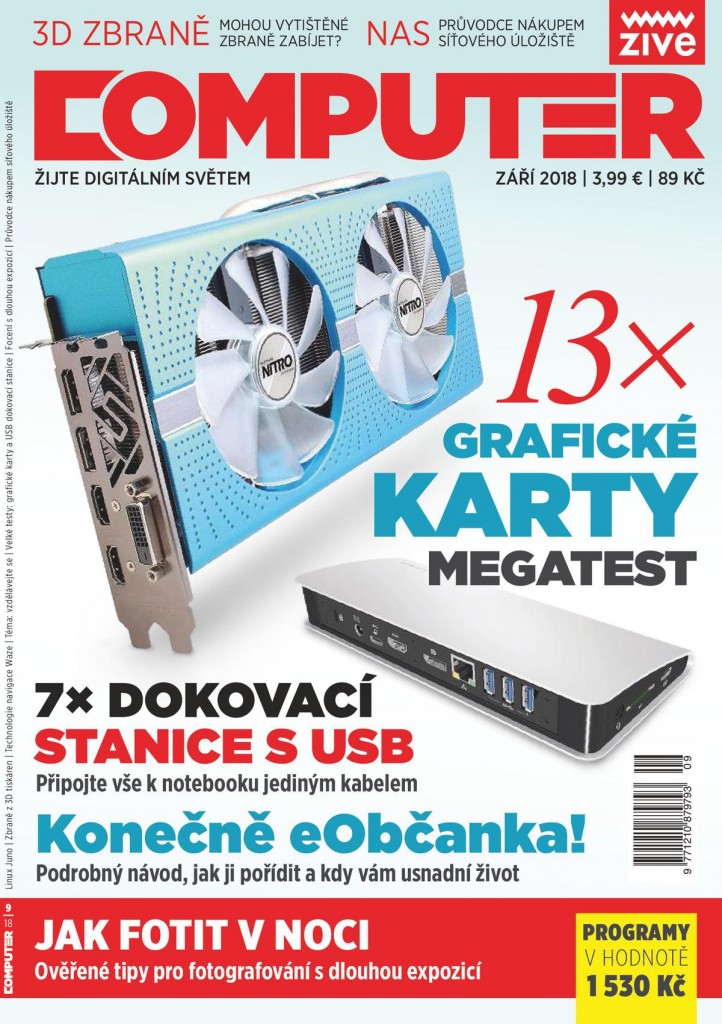 3D ZBRANĚ
MOHOU VYTIŠTĚNÉ
ZBRANĚ ZABÍJET?
NAS
PRŮVODCE NÁKUPEM
SÍŤOVÉHO ÚLOŽIŠTĚ
zive
COMPUTER
ŽIJTE DIGITÁLNÍM SVĚTEM
ZÁŘÍ 2018 | 3,99 € | 89 KČ
NITRO
NITRO
13×
GRAFICKÉ
KARTY
MEGATEST
7× DOKOVACÍ
STANICE S USB
Připojte vše k notebooku jediným kabelem
Konečně eObčanka!
Podrobný návod, jak ji pořídit a kdy vám usnadní život
09
9 771210 879793
JAK FOTIT V NOCI
Ověřené tipy pro fotografování s dlouhou expozicí
PROGRAMY
V HODNOTĚ
1 530 Kč
Linux Juno | Zbraně z 3D tiskáren | Technologie navigace Waze | Téma: vzdělávejte se | Velké testy: grafické karty a USB dokovací stanice | Focení s dlouhou expozicí | Průvodce nákupem síťového úložiště
9
18
COMPUTER